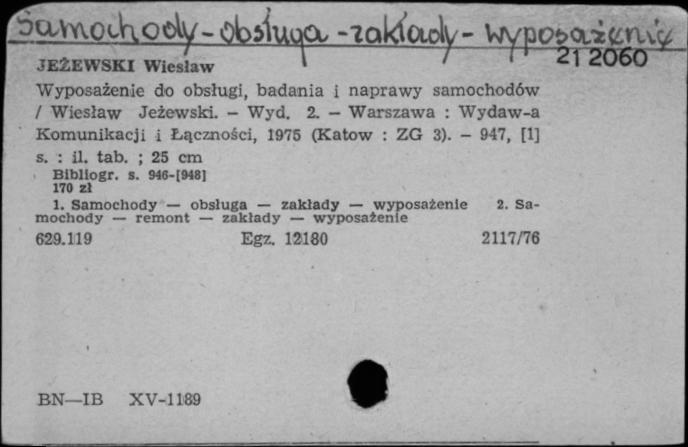 Samochody - obsługa - zakłady - wyposażenie
21 2060
JEŻEWSKI Wiesław
Wyposażenie do obsługi, badania i naprawy samochodów
/ Wiesław Jeżewski. — Wyd. 2. — Warszawa : Wydaw-a
Komunikacji i Łączności, 1975 (Katow : ZG 3). — 947, [1]
s. : il. tab. ; 25 cm
Bibliogr. s. 946-[948]
170 zł
1. Samochody — obsługa — zakłady — wyposażenie 2. Sa-
mochody — remont — zakłady — wyposażenie
629.119 Egz. 12180 2117/76
BN—IB XV-1189